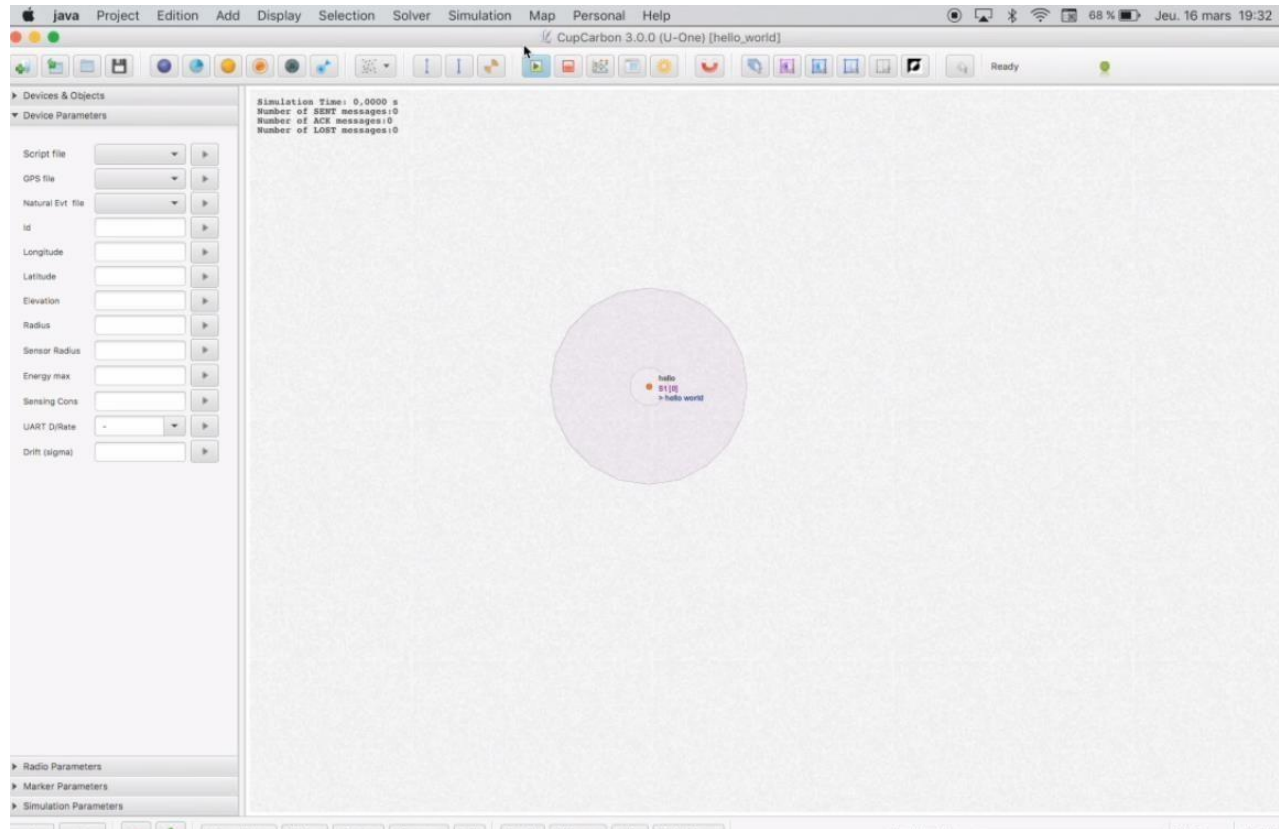 java Project Edition Add Display Selection Solver Simulation Map Personal Help 68 % Jeu. 16 mars 19:32
CupCarbon 3.0.0 (U-One) [hello_world]
Ready
Devices & Objects
Device Parameters
Script file
GPS file
Natural Evt file
Id
Longitude
Latitude
Elevation
Radius
Sensor Radius
Energy max
Sensing Cons
UART D/Rate -
Drift (sigma)
Radio Parameters
Marker Parameters
Simulation Parameters
Simulation Time: 0,0000 s
Number of SENT messages:0
Number of ACK messages:0
Number of LOST messages:0
hello
S1[0]
> hello world